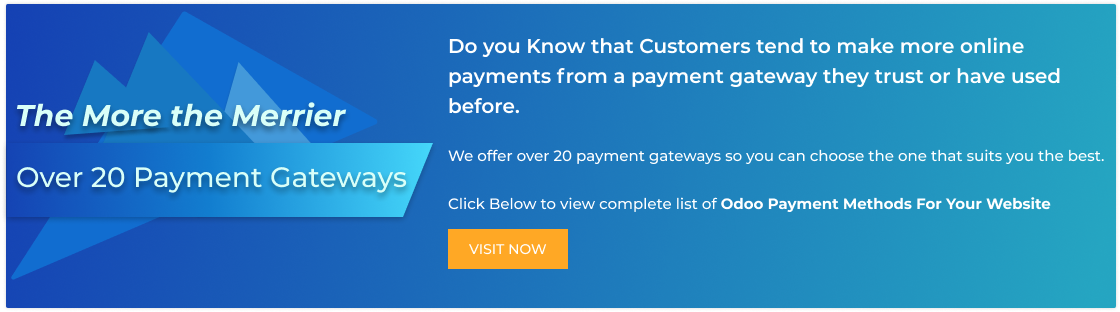 The More the Merrier
Over 20 Payment Gateways
Do you Know that Customers tend to make more online
payments from a payment gateway they trust or have used
before.
We offer over 20 payment gateways so you can choose the one that suits you the best.
Click Below to view complete list of Odoo Payment Methods For Your Website
VISIT NOW